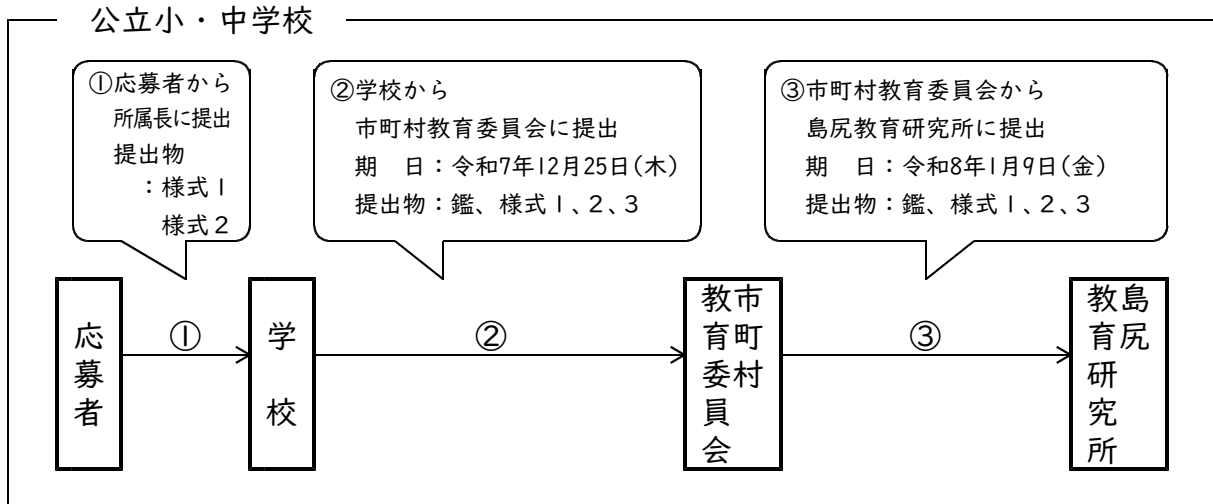 公立小・中学校
①応募者から
所属長に提出
提出物
：様式1
様式2
②学校から
市町村教育委員会に提出
期　日：令和7年12月25日(木)
提出物：鑑、様式1、2、3
③市町村教育委員会から
島尻教育研究所に提出
期　日：令和8年1月9日(金)
提出物：鑑、様式1、2、3
応募者
①
学校
②
市町村
教育委員会
③
島尻
教育研究所